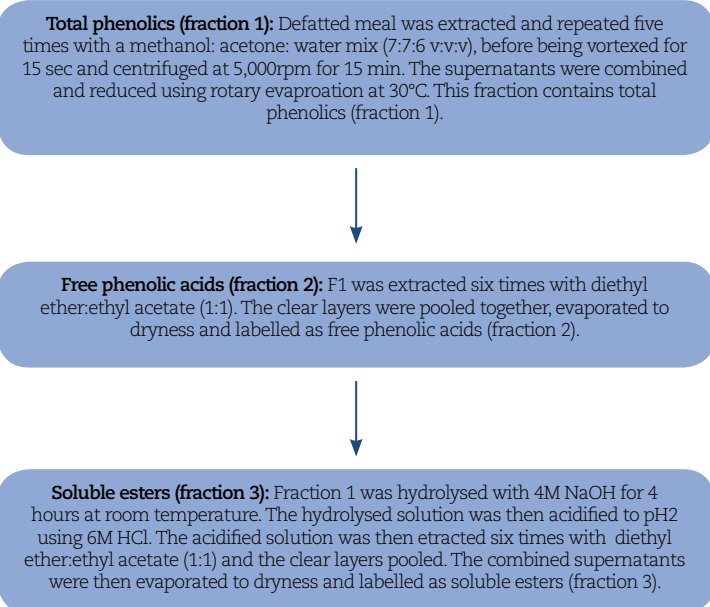 Total phenolics (fraction 1): Defatted meal was extracted and repeated five
times with a methanol: acetone: water mix (7:7:6 v:v:v), before being vortexed for
15 sec and centrifuged at 5,000rpm for 15 min. The supernatants were combined
and reduced using rotary evaproation at 30°C. This fraction contains total
phenolics (fraction 1).
Free phenolic acids (fraction 2): F1 was extracted six times with diethyl
ether:ethyl acetate (1:1). The clear layers were pooled together, evaporated to
dryness and labelled as free phenolic acids (fraction 2).
Soluble esters (fraction 3): Fraction 1 was hydrolysed with 4M NaOH for 4
hours at room temperature. The hydrolysed solution was then acidified to pH2
using 6M HCl. The acidified solution was then etracted six times with diethyl
ether:ethyl acetate (1:1) and the clear layers pooled. The combined supernatants
were then evaporated to dryness and labelled as soluble esters (fraction 3).